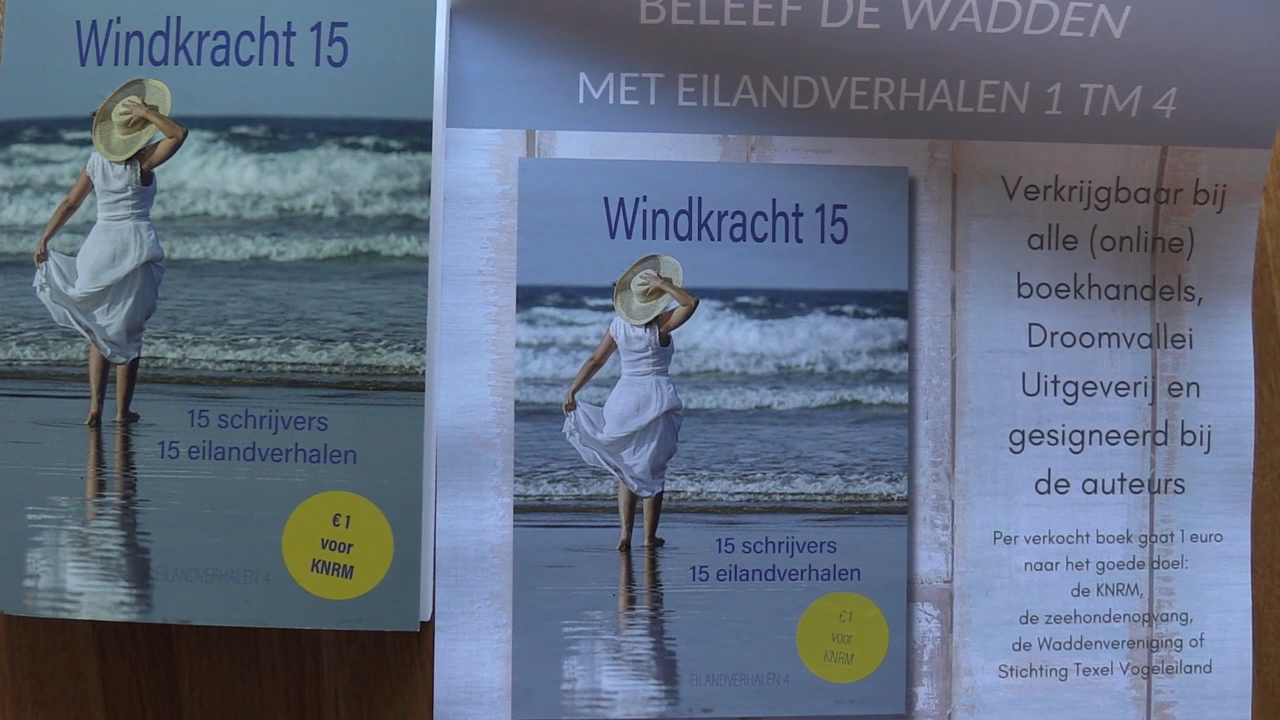 Windkracht 15
15 schrijvers
15 eilandverhalen
€ 1
voor
KNRM
EILANDVERHALEN 4
BELEEF DE WADDEN
MET EILANDVERHALEN 1 TM 4
Windkracht 15
15 schrijvers
15 eilandverhalen
€ 1
voor
KNRM
EILANDVERHALEN 4
Verkrijgbaar bij
alle (online)
boekhandels,
Droomvallei
Uitgeverij en
gesigneerd bij
de auteurs
Per verkocht boek gaat 1 euro
naar het goede doel:
de KNRM,
de zeehondenopvang,
de Waddenvereniging of
Stichting Texel Vogeleiland